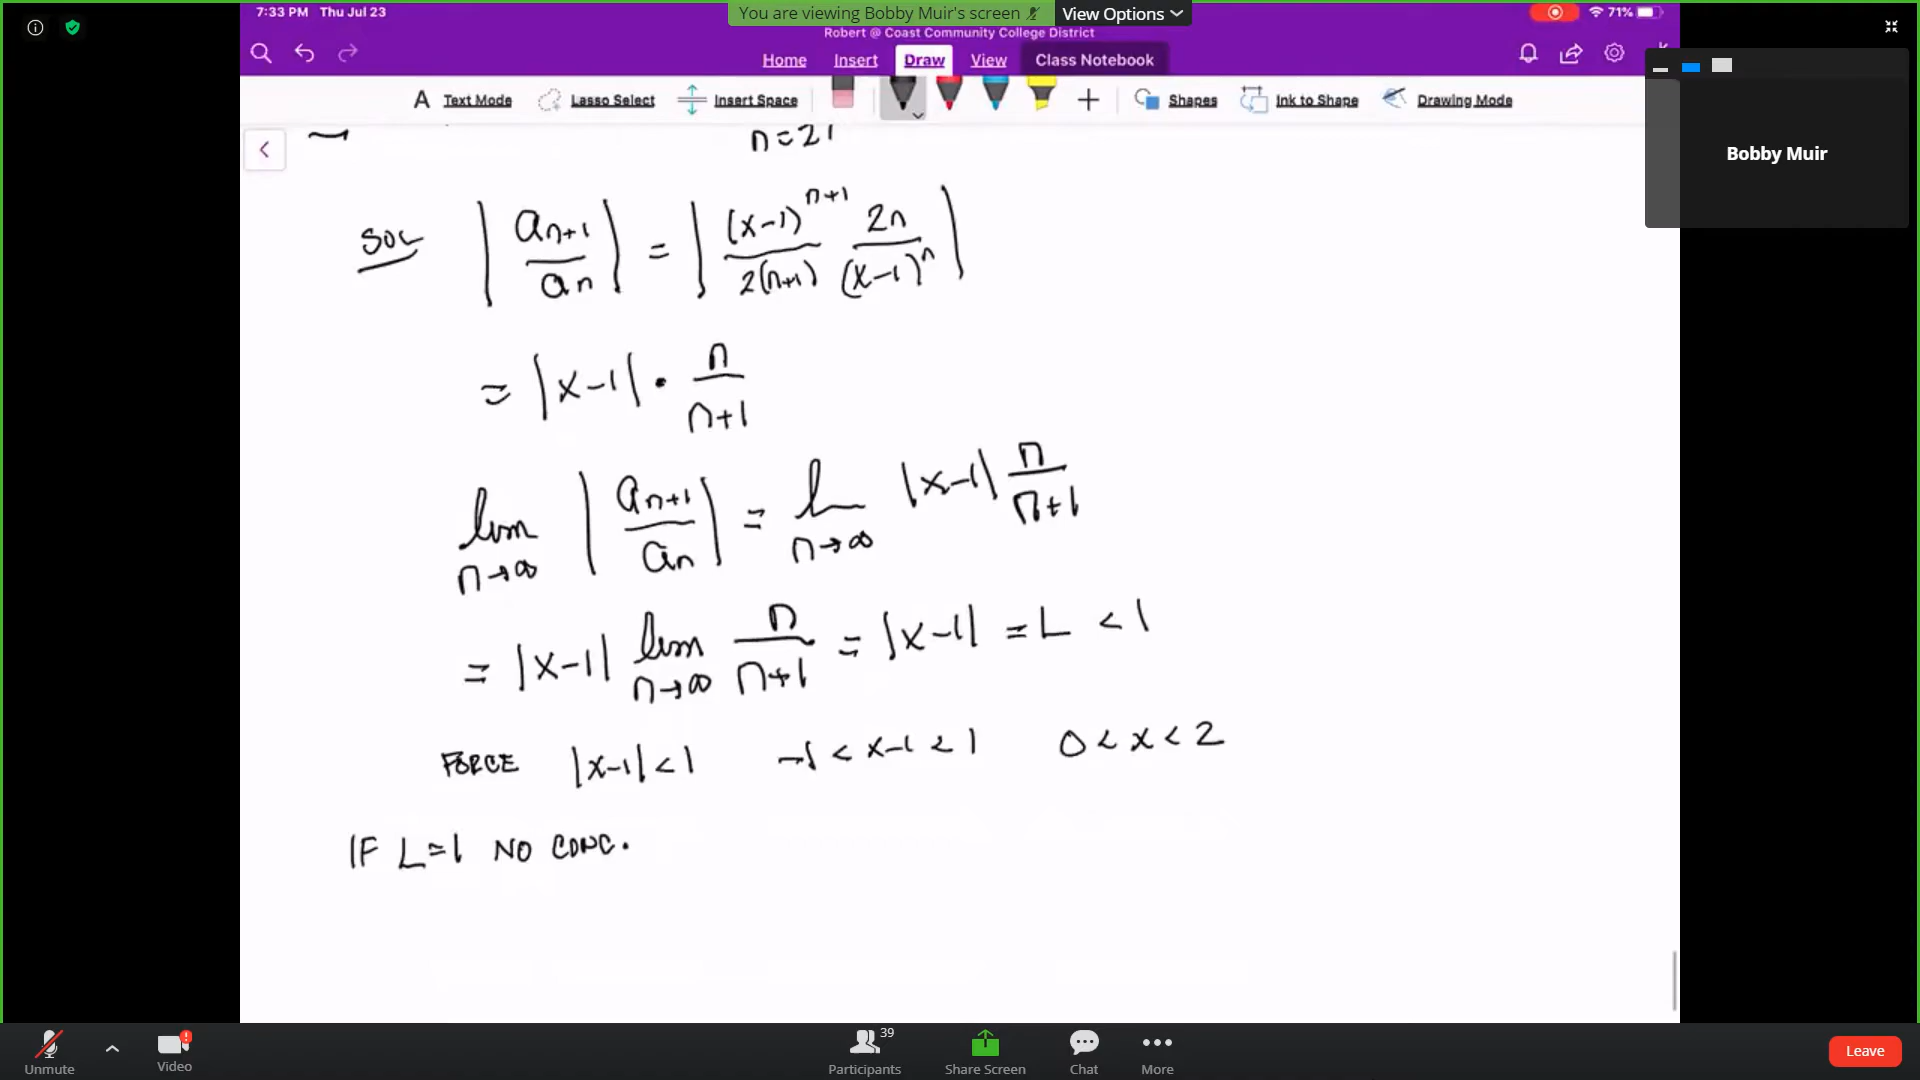 7:33 PM Thu Jul 23
You are viewing Bobby Muir's screen
View Options
71%
Robert @ Coast Community College District
Home Insert Draw View Class Notebook
A Text Mode Lasso Select Insert Space Shapes Ink to Shape Drawing Mode
Bobby Muir
SOL |a_{n+1}/a_n| = |(x-1)^{n+1}/2(n+1) 2n/(x-1)^n|
= |x-1| · n/n+1
lim n→∞ |a_{n+1}/a_n| = l n→∞ |x-1| n/n+1
= |x-1| lim n→∞ n/n+1 = |x-1| = L < 1
FORCE |x-1| < 1 -1 < x-1 < 1 0 < x < 2
IF L=1 NO CONC.
Unmute
Video
39
Participants
Share Screen
Chat
More
Leave